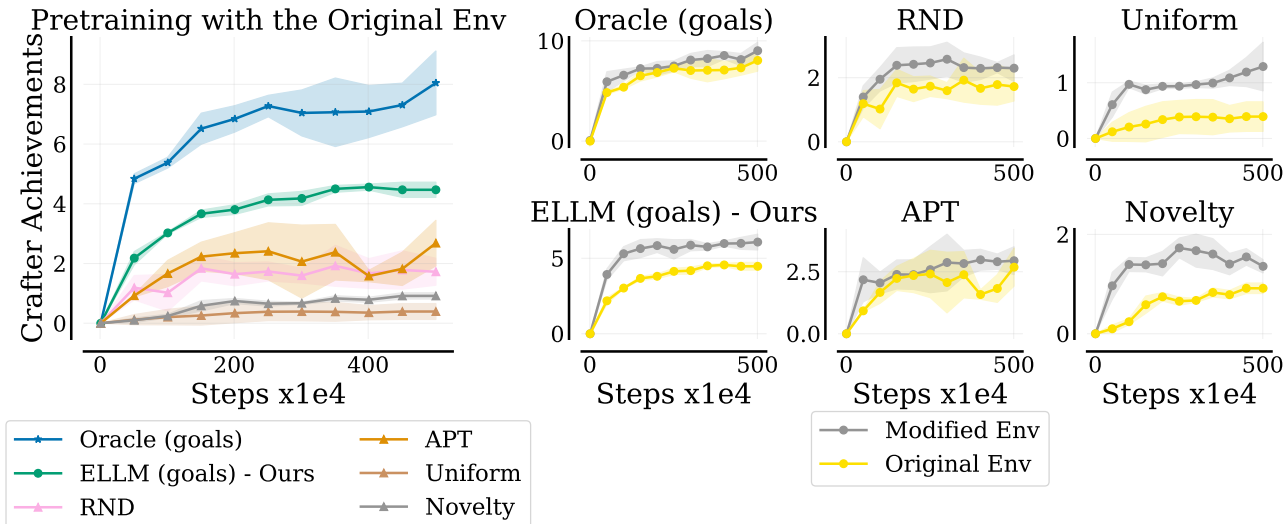 Pretraining with the Original Env
Crafter Achievements
8
6
4
2
0
0 200 400
Steps x1e4
Oracle (goals)
ELLM (goals) - Ours
RND
APT
Uniform
Novelty
Oracle (goals)
10
0
0 500
RND
2
0
0 500
Uniform
1
0
0 500
ELLM (goals) - Ours
5
0
0 500
Steps x1e4
APT
2.5
0.0
0 500
Steps x1e4
Novelty
2
0
0 500
Steps x1e4
Modified Env
Original Env